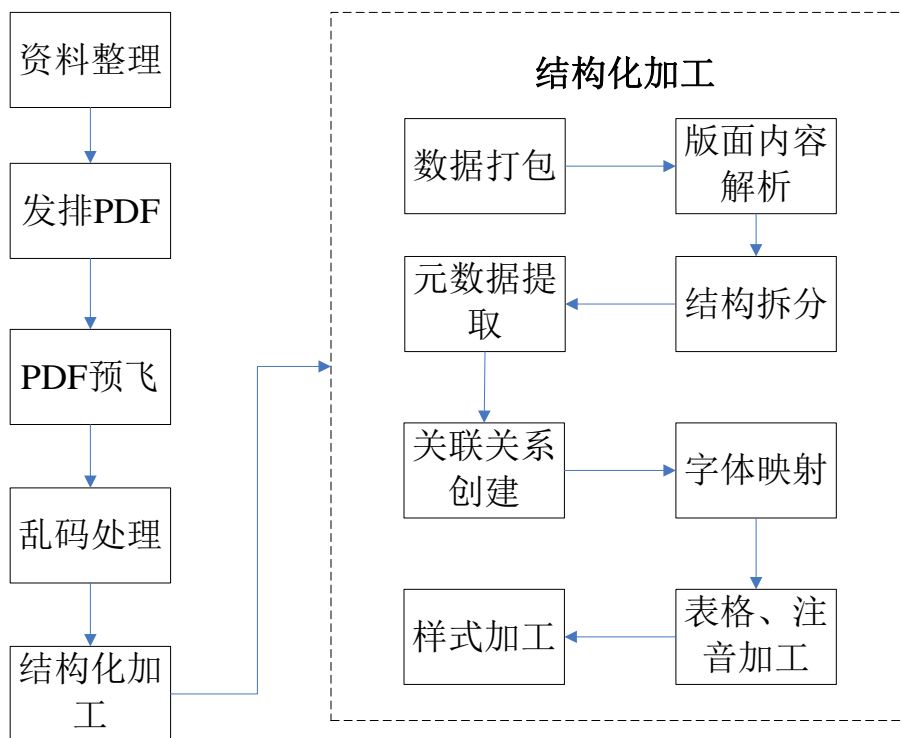 资料整理
发排PDF
PDF预飞
乱码处理
结构化加
工
结构化加工
数据打包
版面内容
解析
结构拆分
元数据提
取
关联关系
创建
字体映射
表格、注
音加工
样式加工